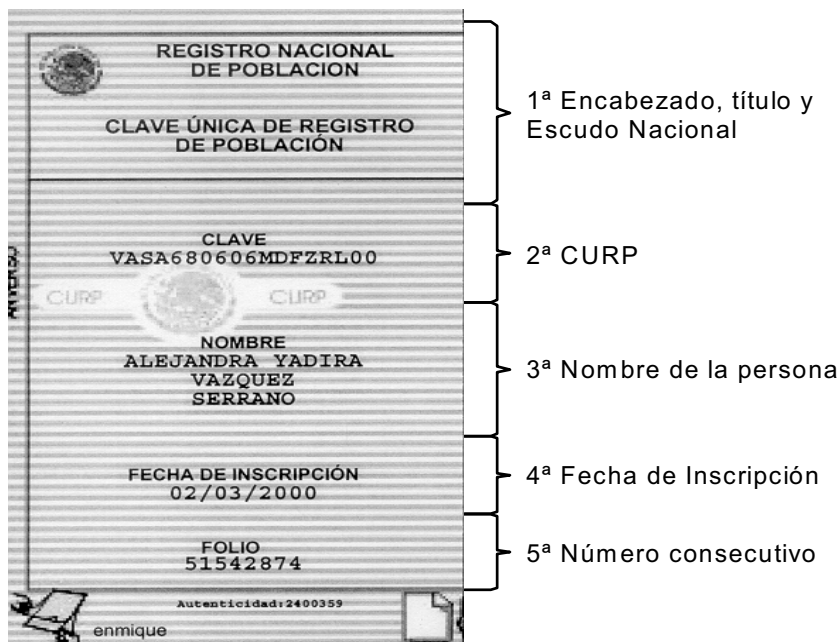 REGISTRO NACIONAL
DE POBLACION
CLAVE ÚNICA DE REGISTRO
DE POBLACIÓN
1ª Encabezado, título y
Escudo Nacional
CLAVE
VASA680606MDFZRL00
2ª CURP
CURP
CURP
NOMBRE
ALEJANDRA YADIRA
VAZQUEZ
SERRANO
3ª Nombre de la persona
FECHA DE INSCRIPCIÓN
02/03/2000
4ª Fecha de Inscripción
FOLIO
51542874
5ª Número consecutivo
Autenticidad:2400359
enmique